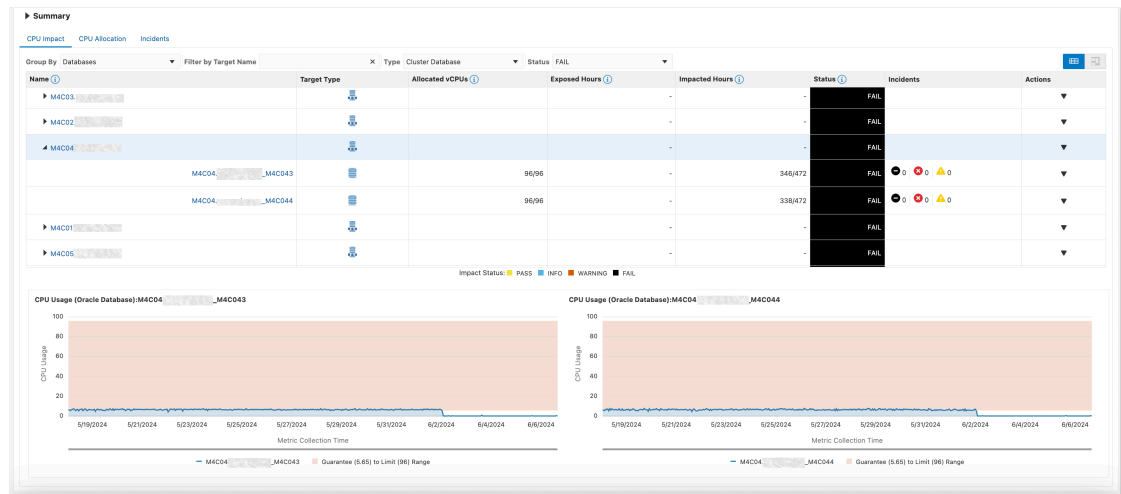 Summary
CPU Impact CPU Allocation Incidents
Group By Databases Filter by Target Name × Type Cluster Database Status FAIL
Name Target Type Allocated vCPUs Exposed Hours Impacted Hours Status Incidents Actions
M4C03. - - FAIL
M4C02 - - FAIL
M4C04 - - FAIL
M4C04. _M4C043 96/96 - 346/472 FAIL 0 0 0
M4C04. _M4C044 96/96 - 338/472 FAIL 0 0 0
M4C01 - - FAIL
M4C05 - - FAIL
Impact Status: PASS INFO WARNING FAIL
CPU Usage (Oracle Database):M4C04 _M4C043
100
80
60
40
20
0
CPU Usage
5/19/2024 5/21/2024 5/23/2024 5/25/2024 5/27/2024 5/29/2024 5/31/2024 6/2/2024 6/4/2024 6/6/2024
Metric Collection Time
M4C04. _M4C043 Guarantee (5.65) to Limit (96) Range
CPU Usage (Oracle Database):M4C04 _M4C044
100
80
60
40
20
0
CPU Usage
5/19/2024 5/21/2024 5/23/2024 5/25/2024 5/27/2024 5/29/2024 5/31/2024 6/2/2024 6/4/2024 6/6/2024
Metric Collection Time
M4C04. _M4C044 Guarantee (5.65) to Limit (96) Range